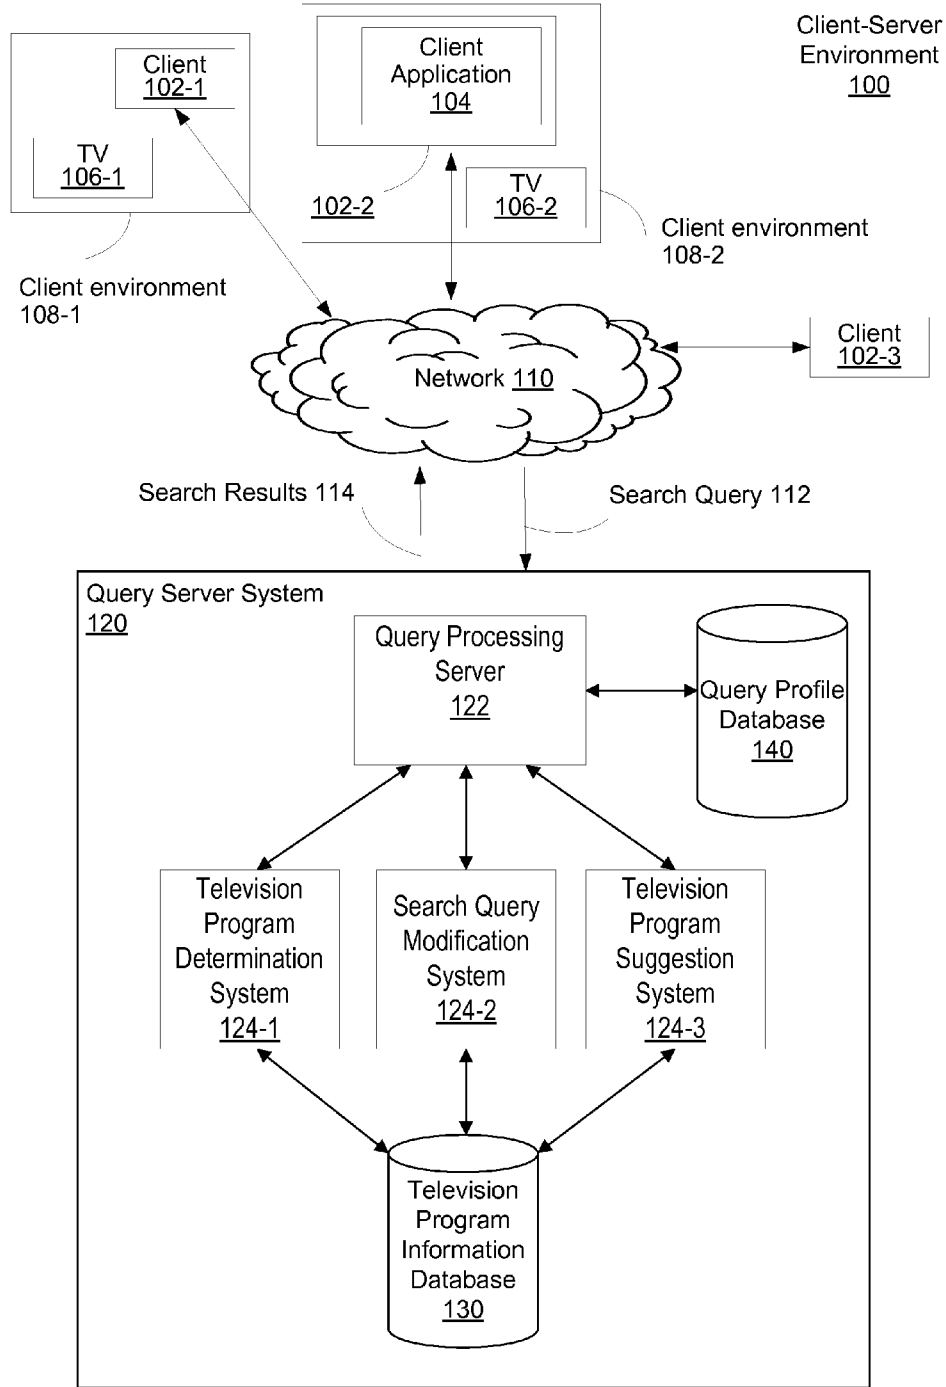 Client-Server
Environment
100
Client
102-1
TV
106-1
Client environment
108-1
Client
Application
104
102-2
TV
106-2
Client environment
108-2
Client
102-3
Network 110
Search Results 114
Search Query 112
Query Server System
120
Query Processing
Server
122
Query Profile
Database
140
Television
Program
Determination
System
124-1
Search Query
Modification
System
124-2
Television
Program
Suggestion
System
124-3
Television
Program
Information
Database
130